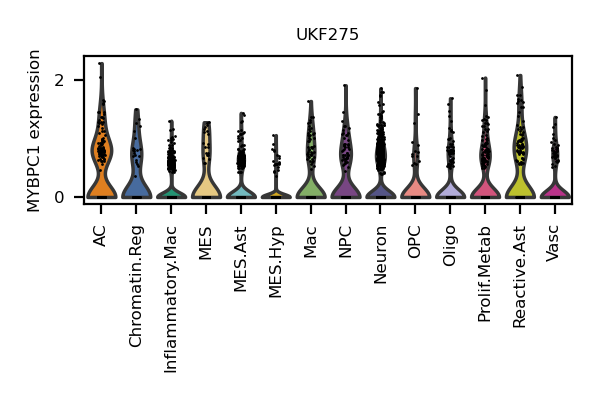 UKF275
MYBPC1 expression
2
0
AC
Chromatin.Reg
Inflammatory.Mac
MES
MES.Ast
MES.Hyp
Mac
NPC
Neuron
OPC
Oligo
Prolif.Metab
Reactive.Ast
Vasc